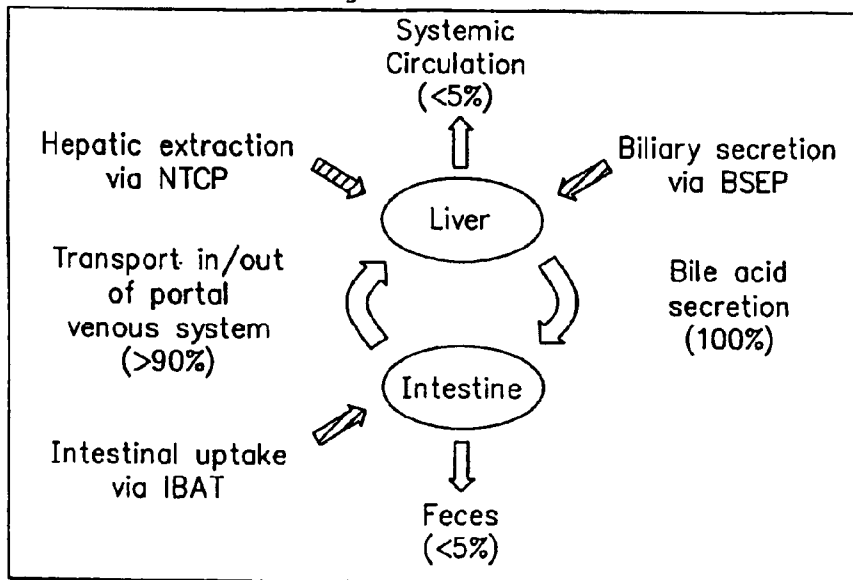 Systemic
Circulation
(<5%)
Hepatic extraction
via NTCP
Biliary secretion
via BSEP
Liver
Transport in/out
of portal
venous system
(>90%)
Bile acid
secretion
(100%)
Intestine
Intestinal uptake
via IBAT
Feces
(<5%)